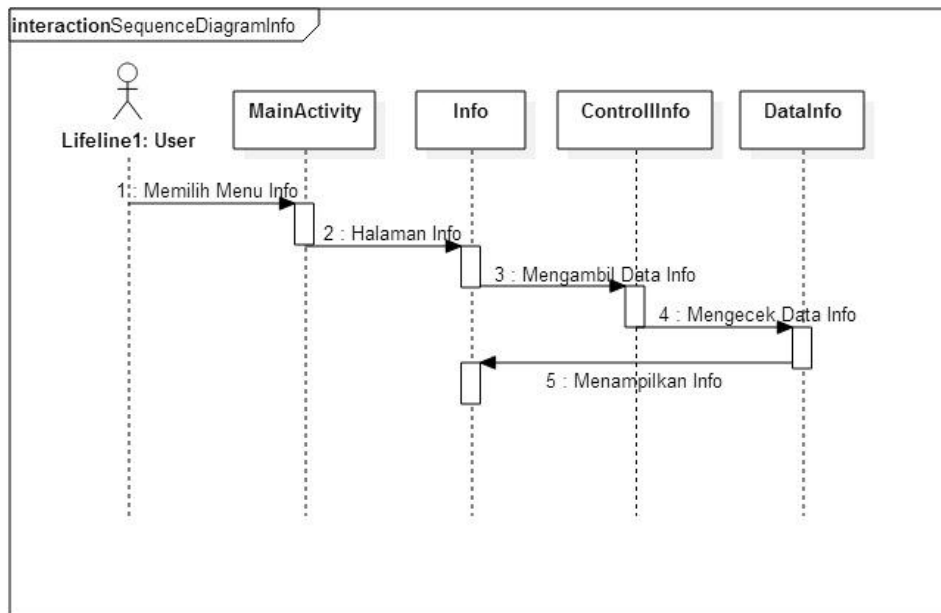 interactionSequenceDiagramInfo
Lifeline1: User
MainActivity
Info
ControllInfo
DataInfo
1 : Memilih Menu Info
2 : Halaman Info
3 : Mengambil Data Info
4 : Mengecek Data Info
5 : Menampilkan Info